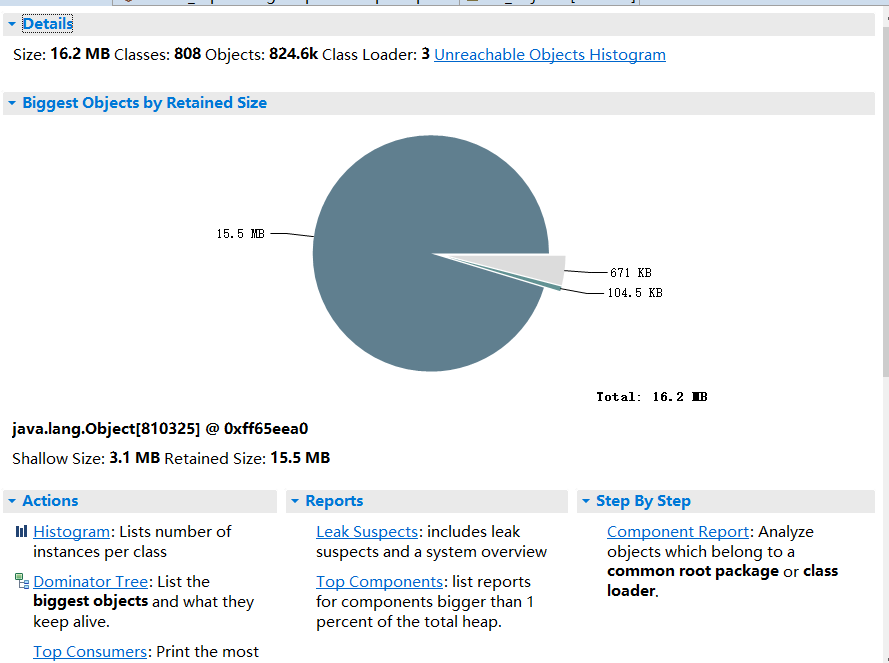 Details
Size: 16.2 MB Classes: 808 Objects: 824.6k Class Loader: 3 Unreachable Objects Histogram
Biggest Objects by Retained Size
15.5 MB
671 KB
104.5 KB
Total: 16.2 MB
java.lang.Object[810325] @ 0xff65eea0
Shallow Size: 3.1 MB Retained Size: 15.5 MB
Actions
Histogram: Lists number of
instances per class
Dominator Tree: List the
biggest objects and what they
keep alive.
Top Consumers: Print the most
Reports
Leak Suspects: includes leak
suspects and a system overview
Top Components: list reports
for components bigger than 1
percent of the total heap.
Step By Step
Component Report: Analyze
objects which belong to a
common root package or class
loader.